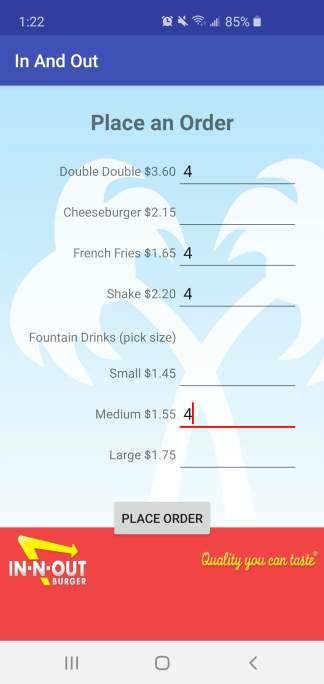 1:22 85%
In And Out
Place an Order
Double Double $3.60 4
Cheeseburger $2.15
French Fries $1.65 4
Shake $2.20 4
Fountain Drinks (pick size)
Small $1.45
Medium $1.55 4
Large $1.75
PLACE ORDER
IN-N-OUT
BURGER
Quality you can taste®